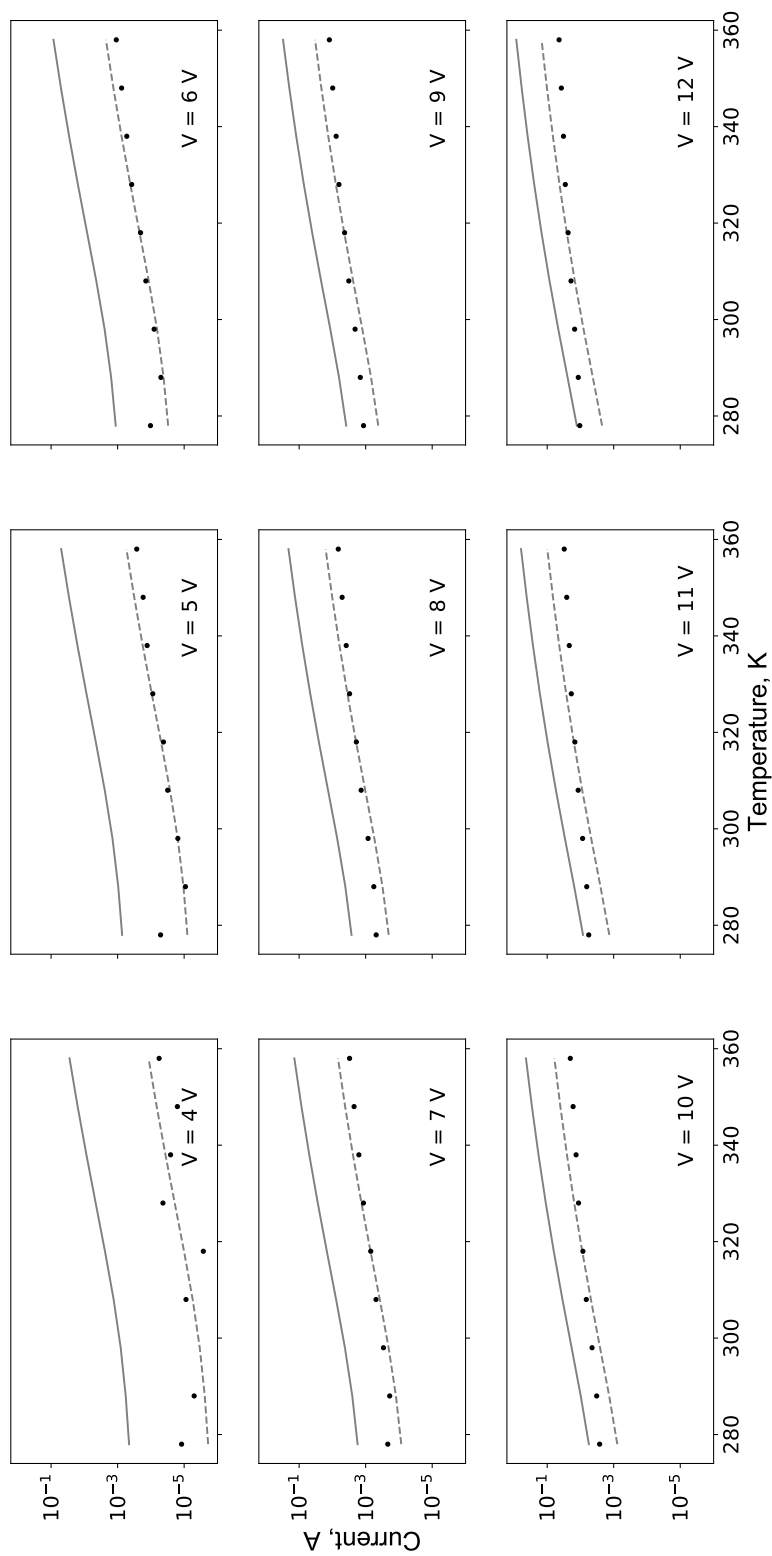 Current, A
10⁻¹
10⁻³
10⁻⁵
V = 4 V
V = 5 V
V = 6 V
10⁻¹
10⁻³
10⁻⁵
V = 7 V
V = 8 V
V = 9 V
10⁻¹
10⁻³
10⁻⁵
V = 10 V
V = 11 V
V = 12 V
280 300 320 340 360
280 300 320 340 360
280 300 320 340 360
Temperature, K